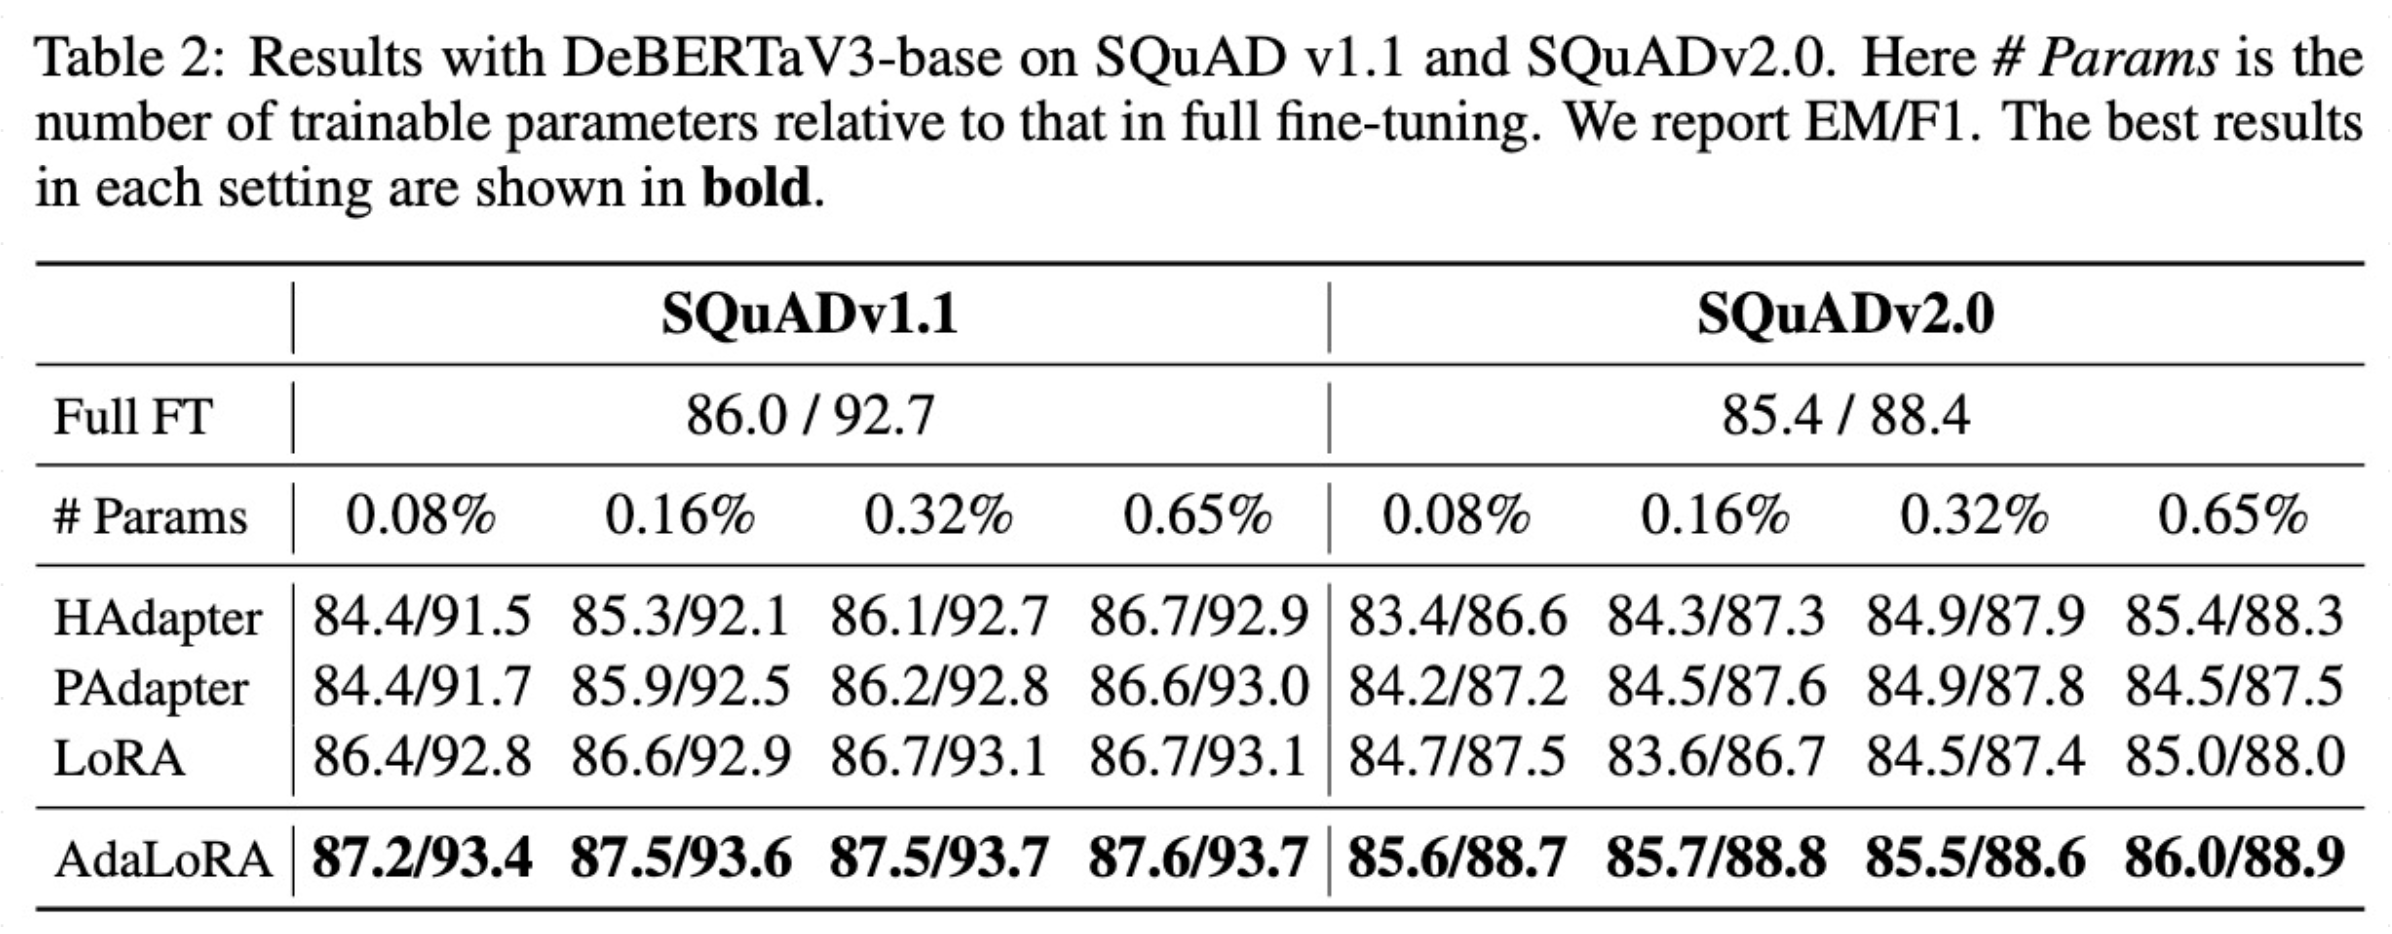 Table 2: Results with DeBERTaV3-base on SQuAD v1.1 and SQuADv2.0. Here # Params is the
number of trainable parameters relative to that in full fine-tuning. We report EM/F1. The best results
in each setting are shown in bold.
SQuADv1.1 SQuADv2.0
Full FT 86.0 / 92.7 85.4 / 88.4
# Params 0.08% 0.16% 0.32% 0.65% 0.08% 0.16% 0.32% 0.65%
HAdapter 84.4/91.5 85.3/92.1 86.1/92.7 86.7/92.9 83.4/86.6 84.3/87.3 84.9/87.9 85.4/88.3
PAdapter 84.4/91.7 85.9/92.5 86.2/92.8 86.6/93.0 84.2/87.2 84.5/87.6 84.9/87.8 84.5/87.5
LoRA 86.4/92.8 86.6/92.9 86.7/93.1 86.7/93.1 84.7/87.5 83.6/86.7 84.5/87.4 85.0/88.0
AdaLoRA 87.2/93.4 87.5/93.6 87.5/93.7 87.6/93.7 85.6/88.7 85.7/88.8 85.5/88.6 86.0/88.9